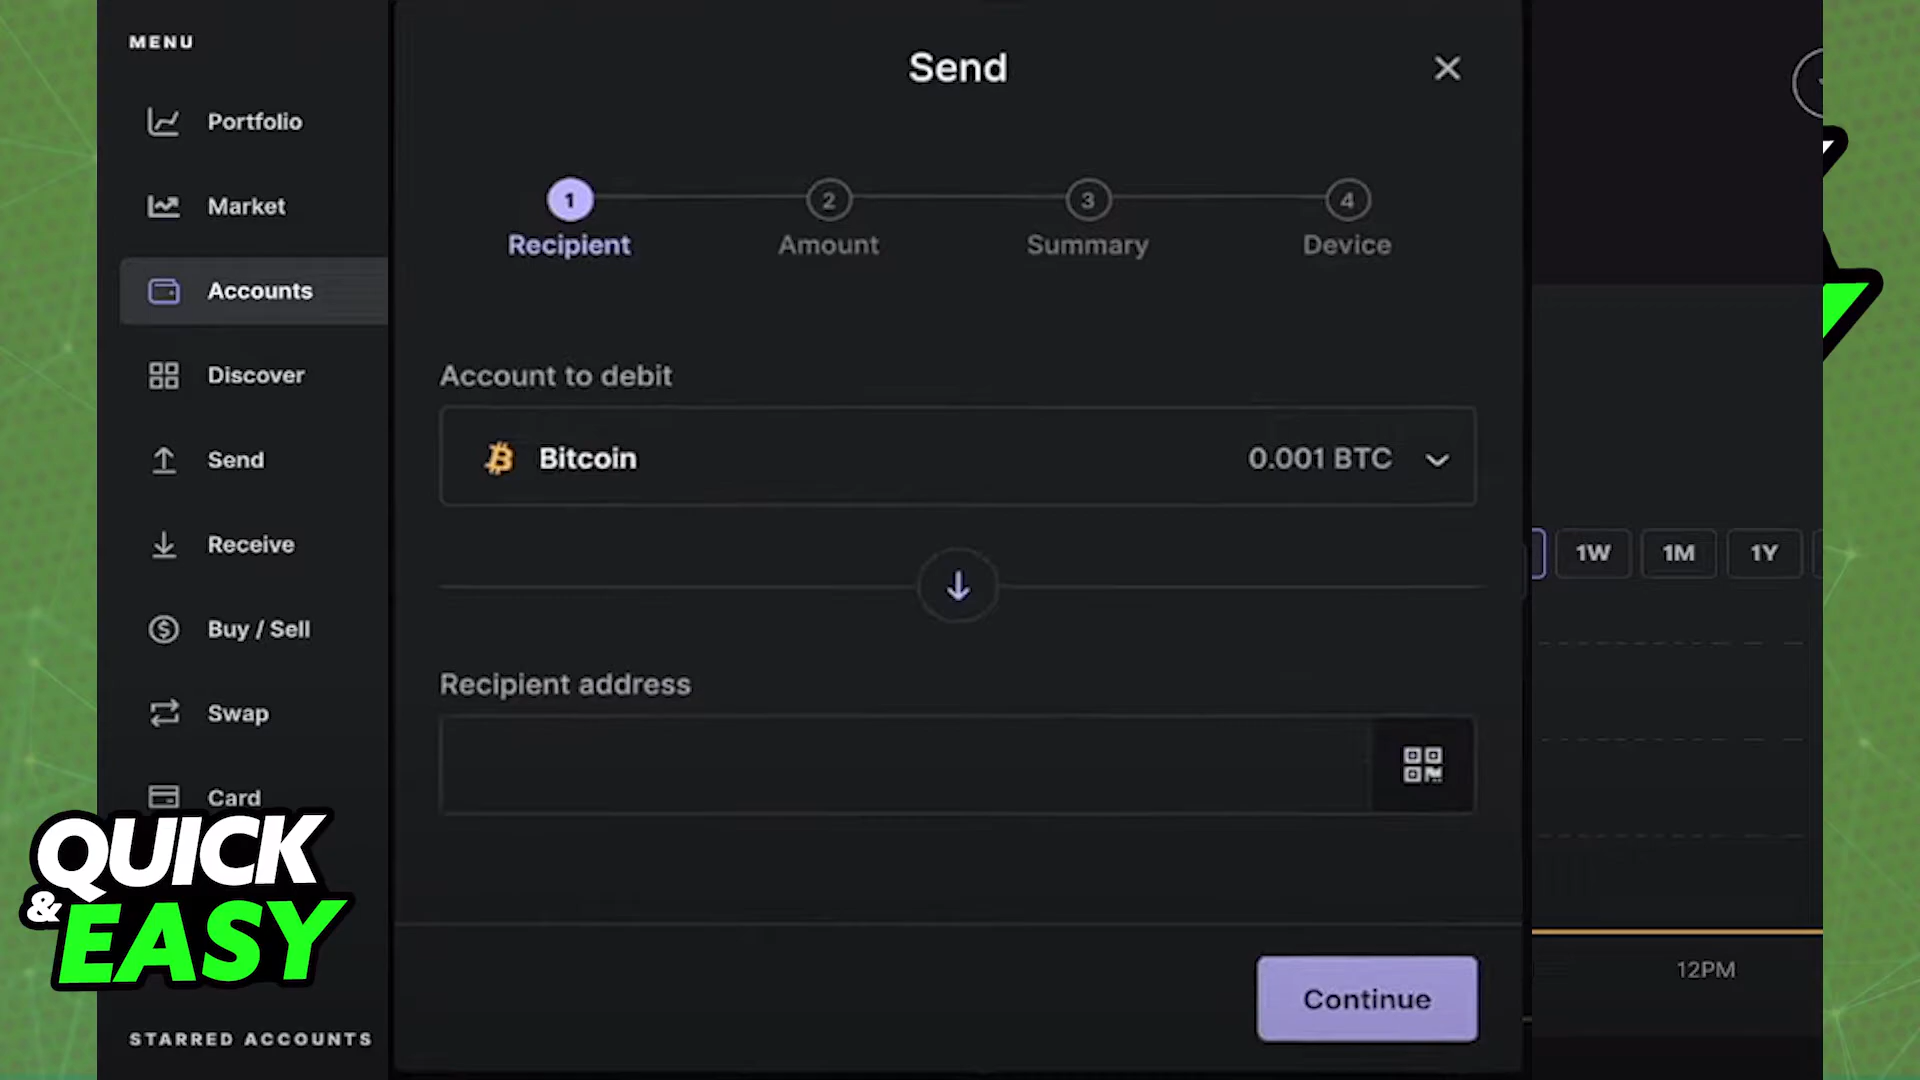 MENU
Portfolio
Market
Accounts
Discover
Send
Receive
Buy / Sell
Swap
Card
STARRED ACCOUNTS
Send
1
2
3
4
Recipient
Amount
Summary
Device
Account to debit
Bitcoin
0.001 BTC
Recipient address
Continue
1W
1M
1Y
12PM
QUICK
& EASY